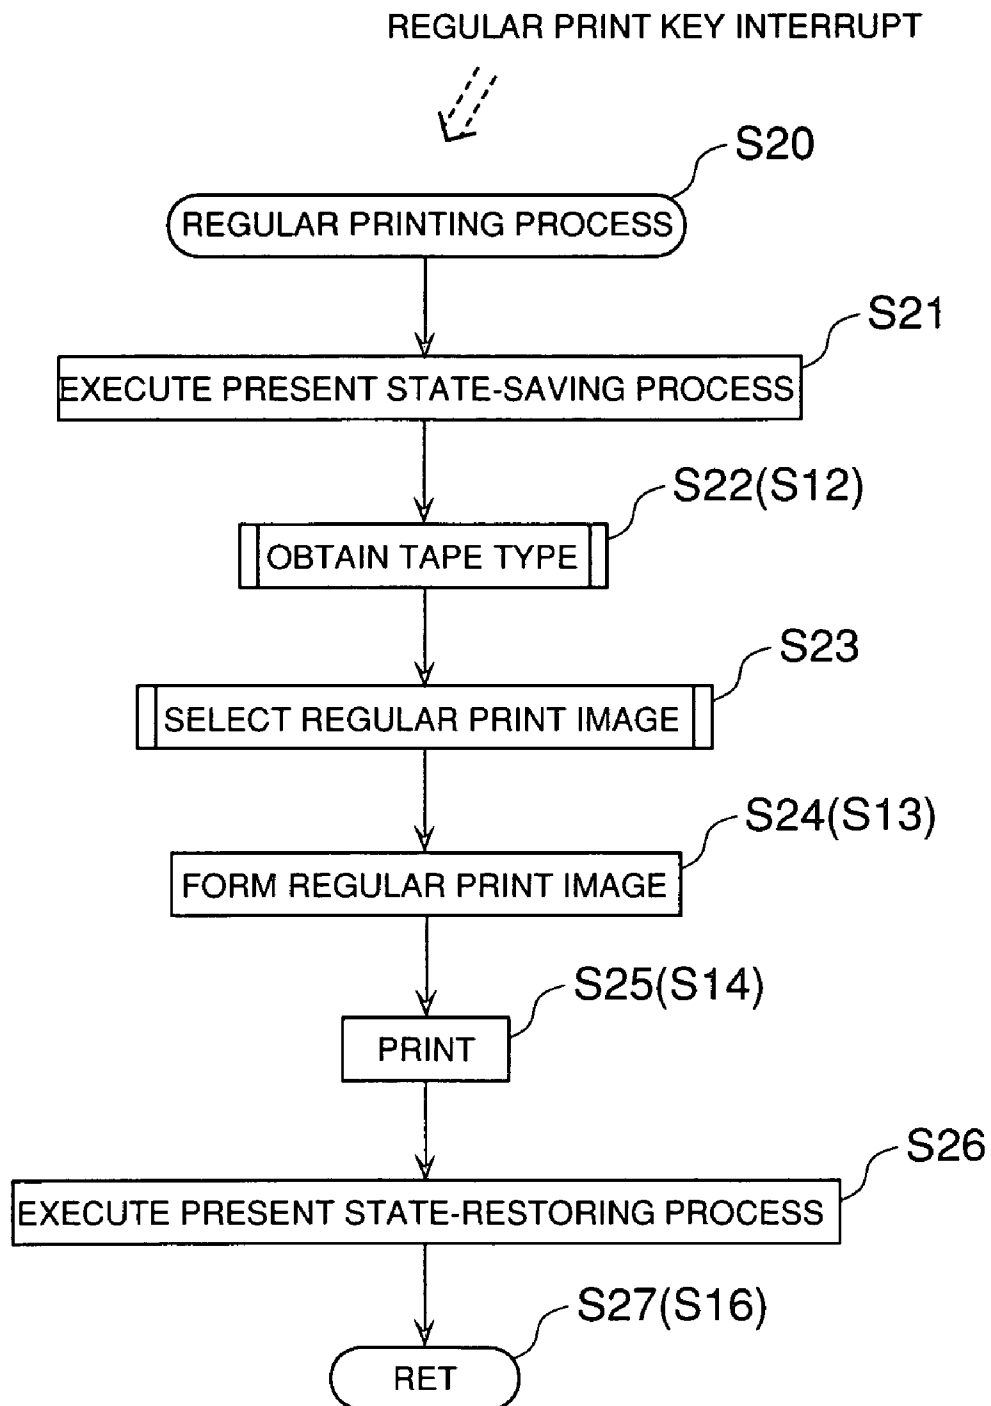 REGULAR PRINT KEY INTERRUPT
S20
REGULAR PRINTING PROCESS
S21
EXECUTE PRESENT STATE-SAVING PROCESS
S22(S12)
OBTAIN TAPE TYPE
S23
SELECT REGULAR PRINT IMAGE
S24(S13)
FORM REGULAR PRINT IMAGE
S25(S14)
PRINT
S26
EXECUTE PRESENT STATE-RESTORING PROCESS
S27(S16)
RET